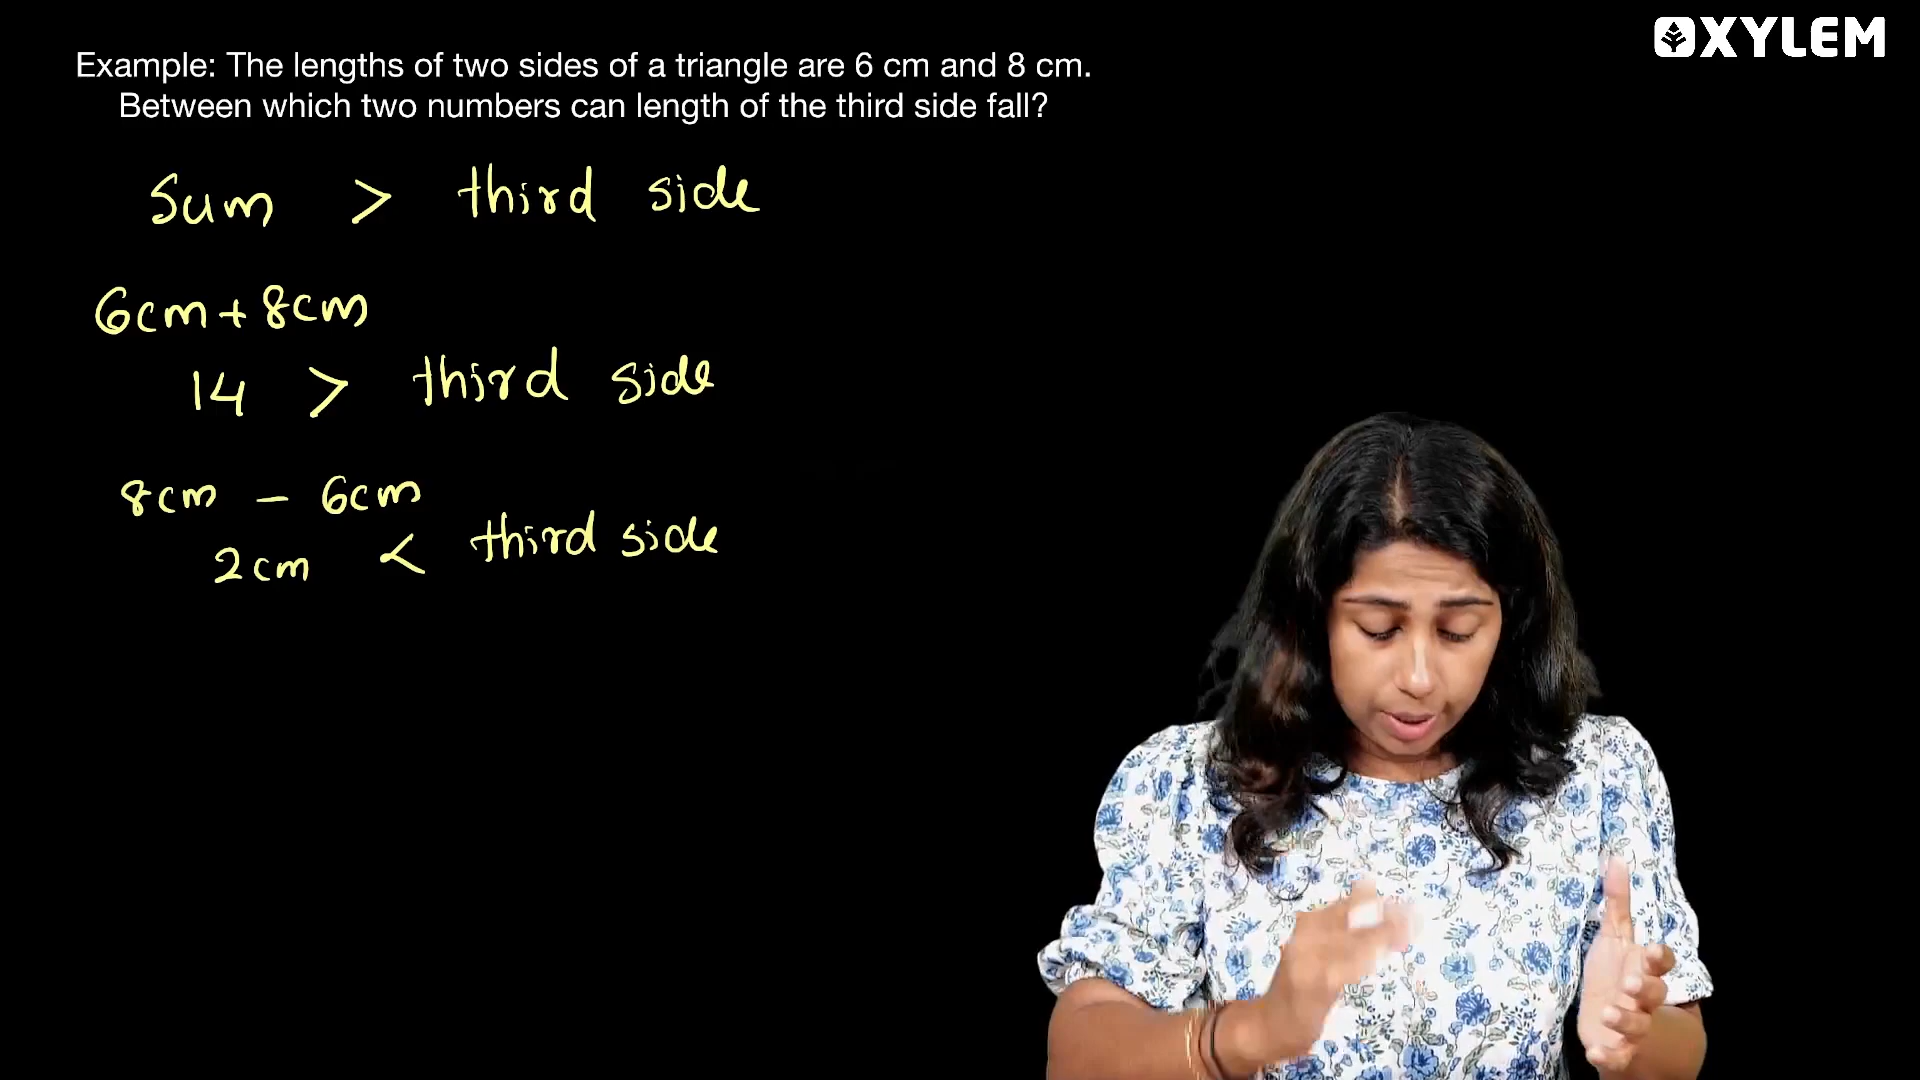 XYLEM
Example: The lengths of two sides of a triangle are 6 cm and 8 cm.
Between which two numbers can length of the third side fall?
Sum > third side
6cm + 8cm
14 > third side
8cm - 6cm
2cm < third side